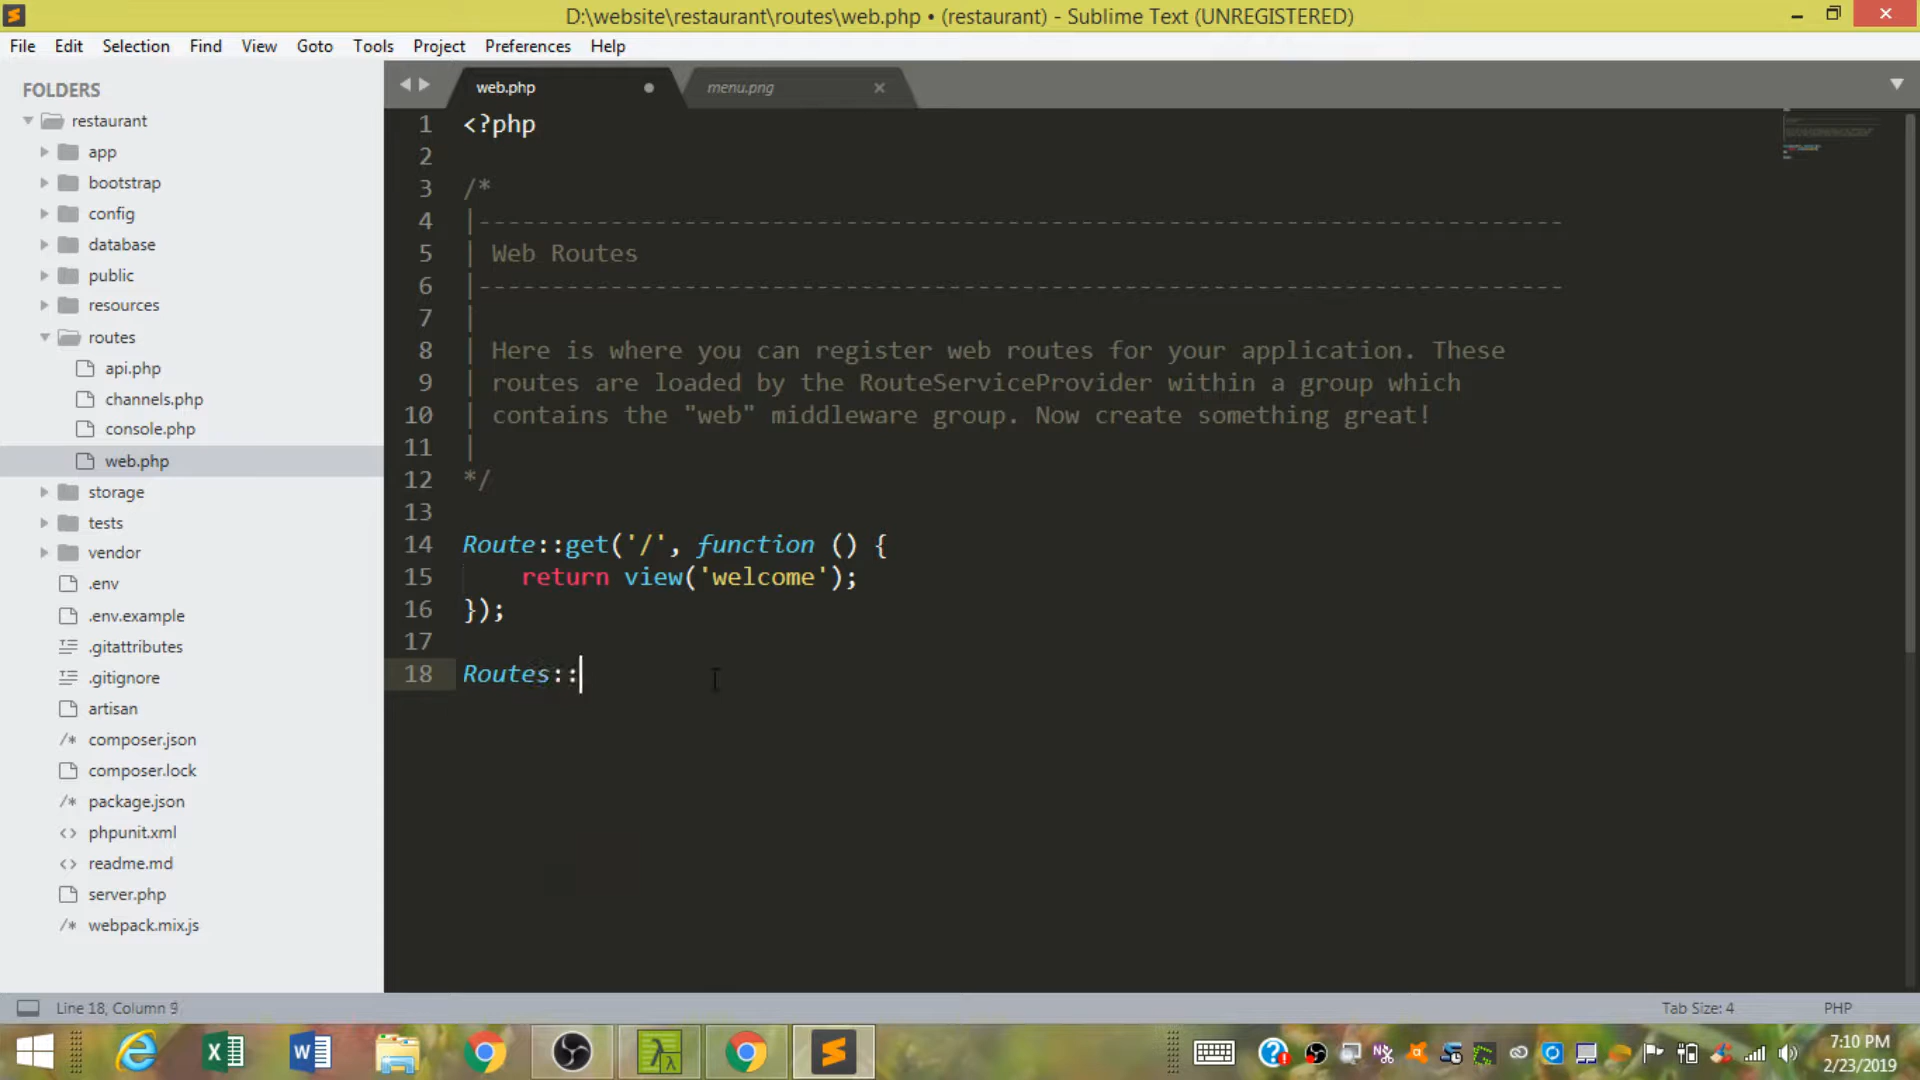 D:\website\restaurant\routes\web.php • (restaurant) - Sublime Text (UNREGISTERED)
File Edit Selection Find View Goto Tools Project Preferences Help
FOLDERS
restaurant
app
bootstrap
config
database
public
resources
routes
api.php
channels.php
console.php
web.php
storage
tests
vendor
.env
.env.example
.gitattributes
.gitignore
artisan
composer.json
composer.lock
package.json
phpunit.xml
readme.md
server.php
webpack.mix.js
web.php menu.png
1 <?php
2
3 /*
4 |--------------------------------------------------------------------------
5 | Web Routes
6 |--------------------------------------------------------------------------
7 |
8 | Here is where you can register web routes for your application. These
9 | routes are loaded by the RouteServiceProvider within a group which
10 | contains the "web" middleware group. Now create something great!
11 |
12 */
13
14 Route::get('/', function () {
15     return view('welcome');
16 });
17
18 Routes::
Line 18, Column 9 Tab Size: 4 PHP
7:10 PM
2/23/2019